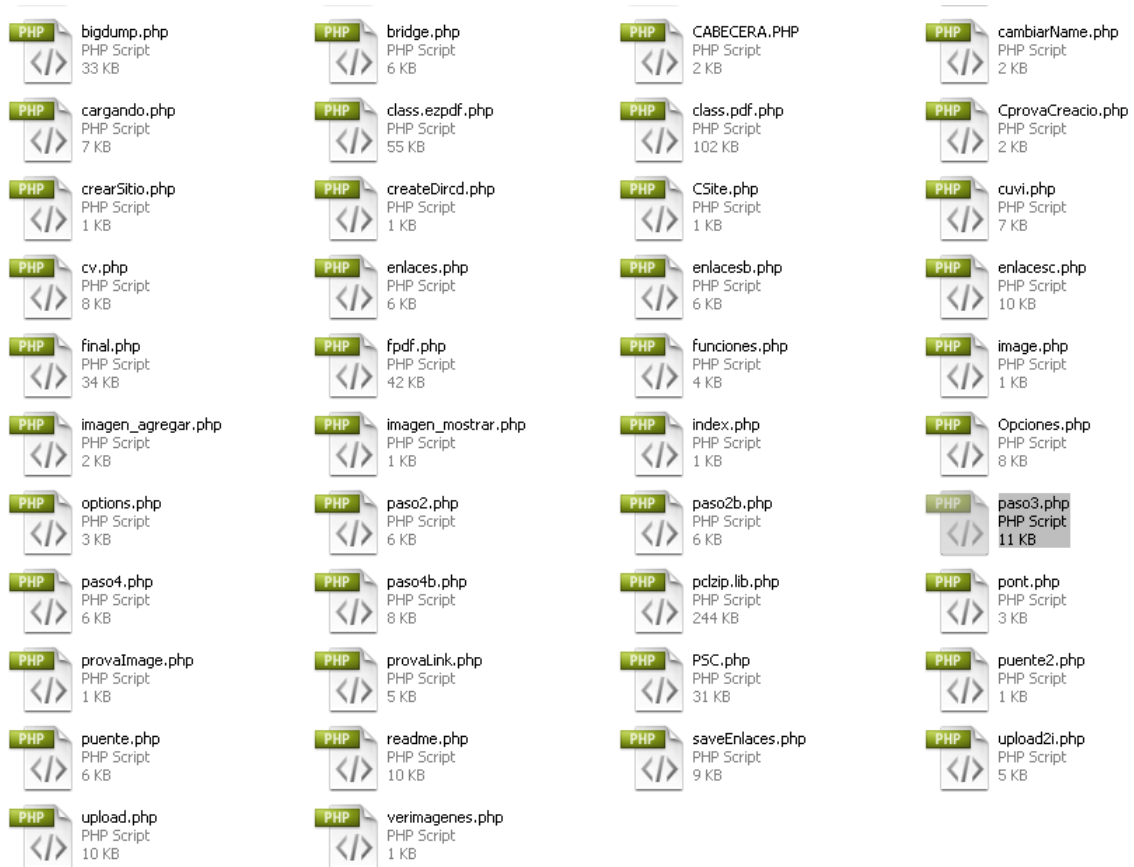 PHP bigdump.php
PHP Script
33 KB
PHP bridge.php
PHP Script
6 KB
PHP CABECERA.PHP
PHP Script
2 KB
PHP cambiarName.php
PHP Script
2 KB
PHP cargando.php
PHP Script
7 KB
PHP class.ezpdf.php
PHP Script
55 KB
PHP class.pdf.php
PHP Script
102 KB
PHP CprovaCreacio.php
PHP Script
2 KB
PHP crearSitio.php
PHP Script
1 KB
PHP createDircd.php
PHP Script
1 KB
PHP CSite.php
PHP Script
1 KB
PHP cuvi.php
PHP Script
7 KB
PHP cv.php
PHP Script
8 KB
PHP enlaces.php
PHP Script
6 KB
PHP enlacesb.php
PHP Script
6 KB
PHP enlacesc.php
PHP Script
10 KB
PHP final.php
PHP Script
34 KB
PHP fpdf.php
PHP Script
42 KB
PHP funciones.php
PHP Script
4 KB
PHP image.php
PHP Script
1 KB
PHP imagen_agregar.php
PHP Script
2 KB
PHP imagen_mostrar.php
PHP Script
1 KB
PHP index.php
PHP Script
1 KB
PHP Opciones.php
PHP Script
8 KB
PHP options.php
PHP Script
3 KB
PHP paso2.php
PHP Script
6 KB
PHP paso2b.php
PHP Script
6 KB
PHP paso3.php
PHP Script
11 KB
PHP paso4.php
PHP Script
6 KB
PHP paso4b.php
PHP Script
8 KB
PHP pclzip.lib.php
PHP Script
244 KB
PHP pont.php
PHP Script
3 KB
PHP provaImage.php
PHP Script
1 KB
PHP provaLink.php
PHP Script
5 KB
PHP PSC.php
PHP Script
31 KB
PHP puente2.php
PHP Script
1 KB
PHP puente.php
PHP Script
6 KB
PHP readme.php
PHP Script
10 KB
PHP saveEnlaces.php
PHP Script
9 KB
PHP upload2i.php
PHP Script
5 KB
PHP upload.php
PHP Script
10 KB
PHP verimagenes.php
PHP Script
1 KB